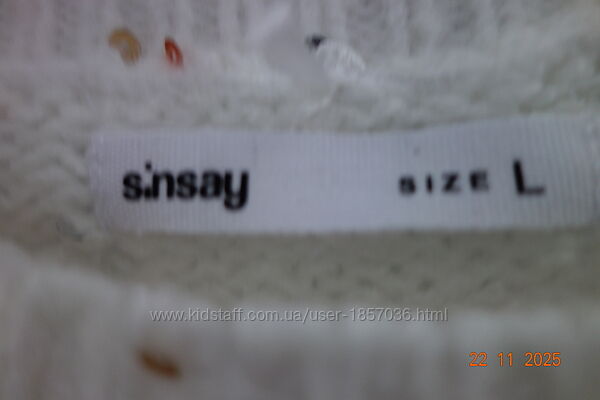 sinsay SIZE L
www.kidstaff.com.ua/user-1857036.html
22 11 2025